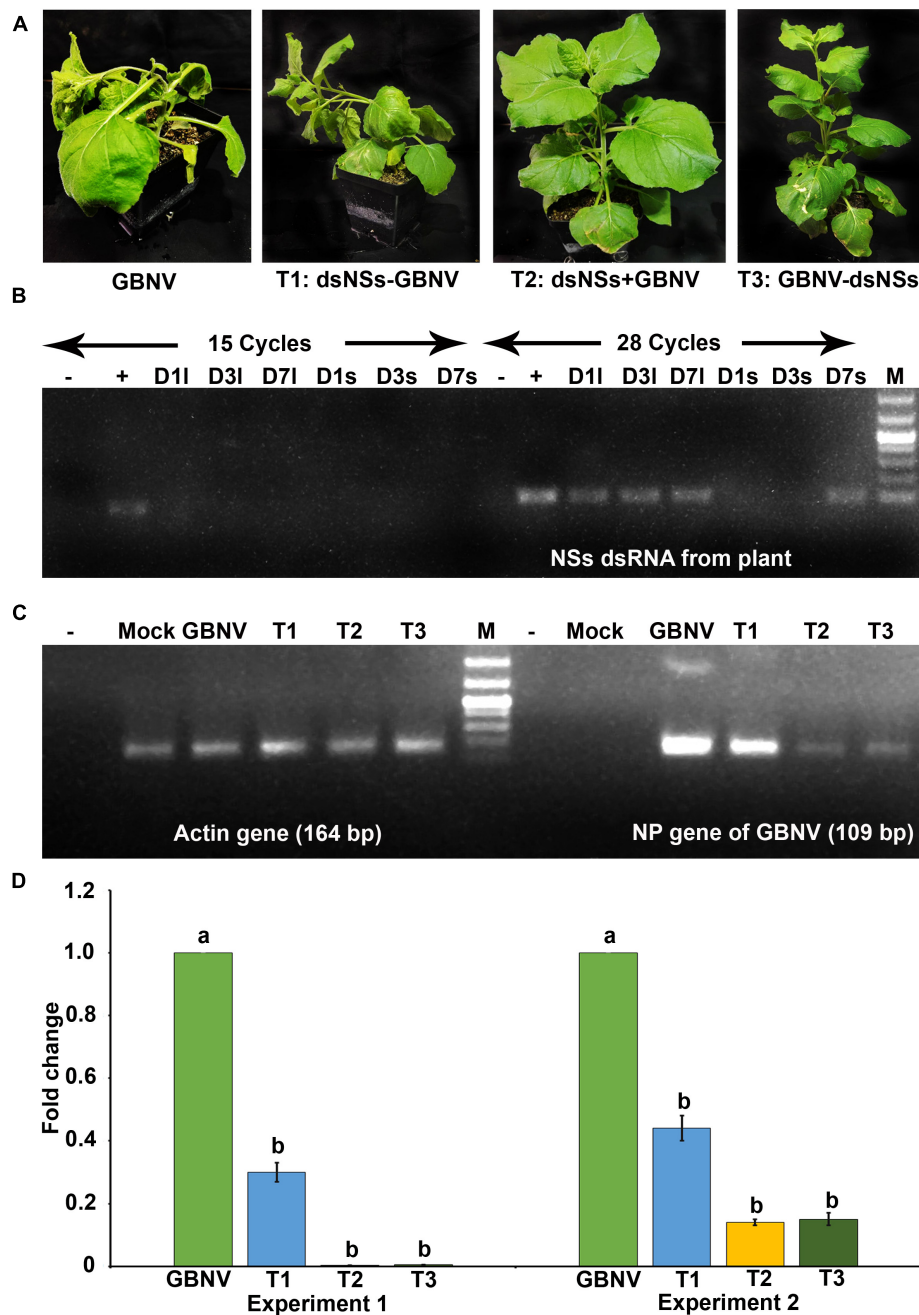 A
GBNV
T1: dsNSs-GBNV
T2: dsNSs+GBNV
T3: GBNV-dsNSs
B
15 Cycles
28 Cycles
- + D1l D3l D7l D1s D3s D7s - + D1l D3l D7l D1s D3s D7s M
NSs dsRNA from plant
C
- Mock GBNV T1 T2 T3 M - Mock GBNV T1 T2 T3
Actin gene (164 bp)
NP gene of GBNV (109 bp)
D
Fold change
1.2
1.0
0.8
0.6
0.4
0.2
0
a
b
b
b
a
b
b
b
GBNV T1 T2 T3
GBNV T1 T2 T3
Experiment 1
Experiment 2